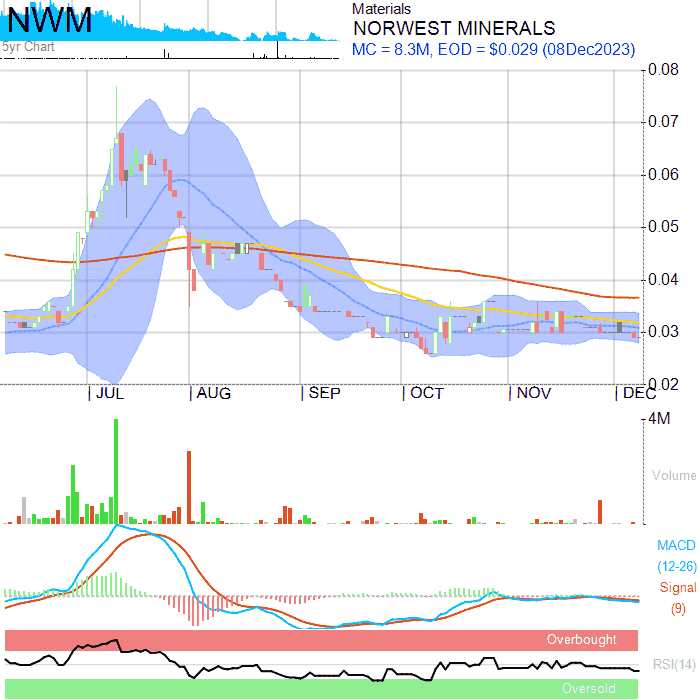 NWM
5yr Chart
Materials
NORWEST MINERALS
MC = 8.3M, EOD = $0.029 (08Dec2023)
0.08
0.07
0.06
0.05
0.04
0.03
0.02
JUL AUG SEP OCT NOV DEC
4M
Volume
MACD
(12-26)
Signal
(9)
Overbought
RSI(14)
Oversold